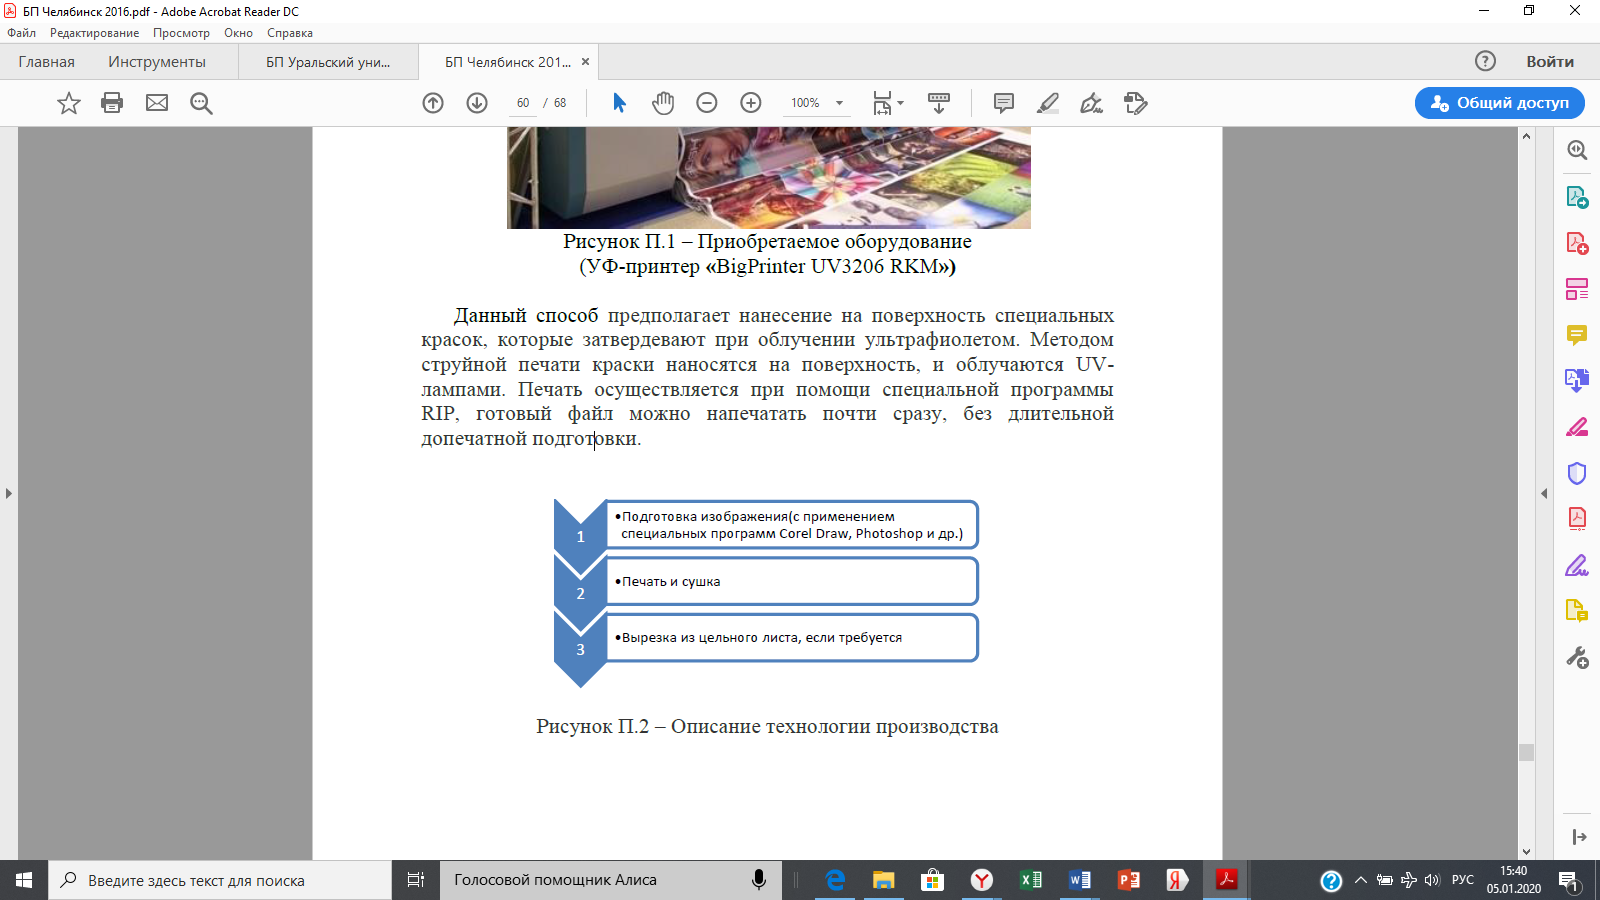 БП Челябинск 2016.pdf - Adobe Acrobat Reader DC
Файл Редактирование Просмотр Окно Справка
Главная Инструменты БП Уральский уни... БП Челябинск 201... × Войти
60 / 68 100% Общий доступ
Рисунок П.1 – Приобретаемое оборудование
(УФ-принтер «BigPrinter UV3206 RKM»)
Данный способ предполагает нанесение на поверхность специальных
красок, которые затвердевают при облучении ультрафиолетом. Методом
струйной печати краски наносятся на поверхность, и облучаются UV-
лампами. Печать осуществляется при помощи специальной программы
RIP, готовый файл можно напечатать почти сразу, без длительной
допечатной подготовки.
1
•Подготовка изображения(с применением
специальных программ Corel Draw, Photoshop и др.)
2
•Печать и сушка
3
•Вырезка из цельного листа, если требуется
Рисунок П.2 – Описание технологии производства
Введите здесь текст для поиска
Голосовой помощник Алиса
РУС
15:40
05.01.2020
1